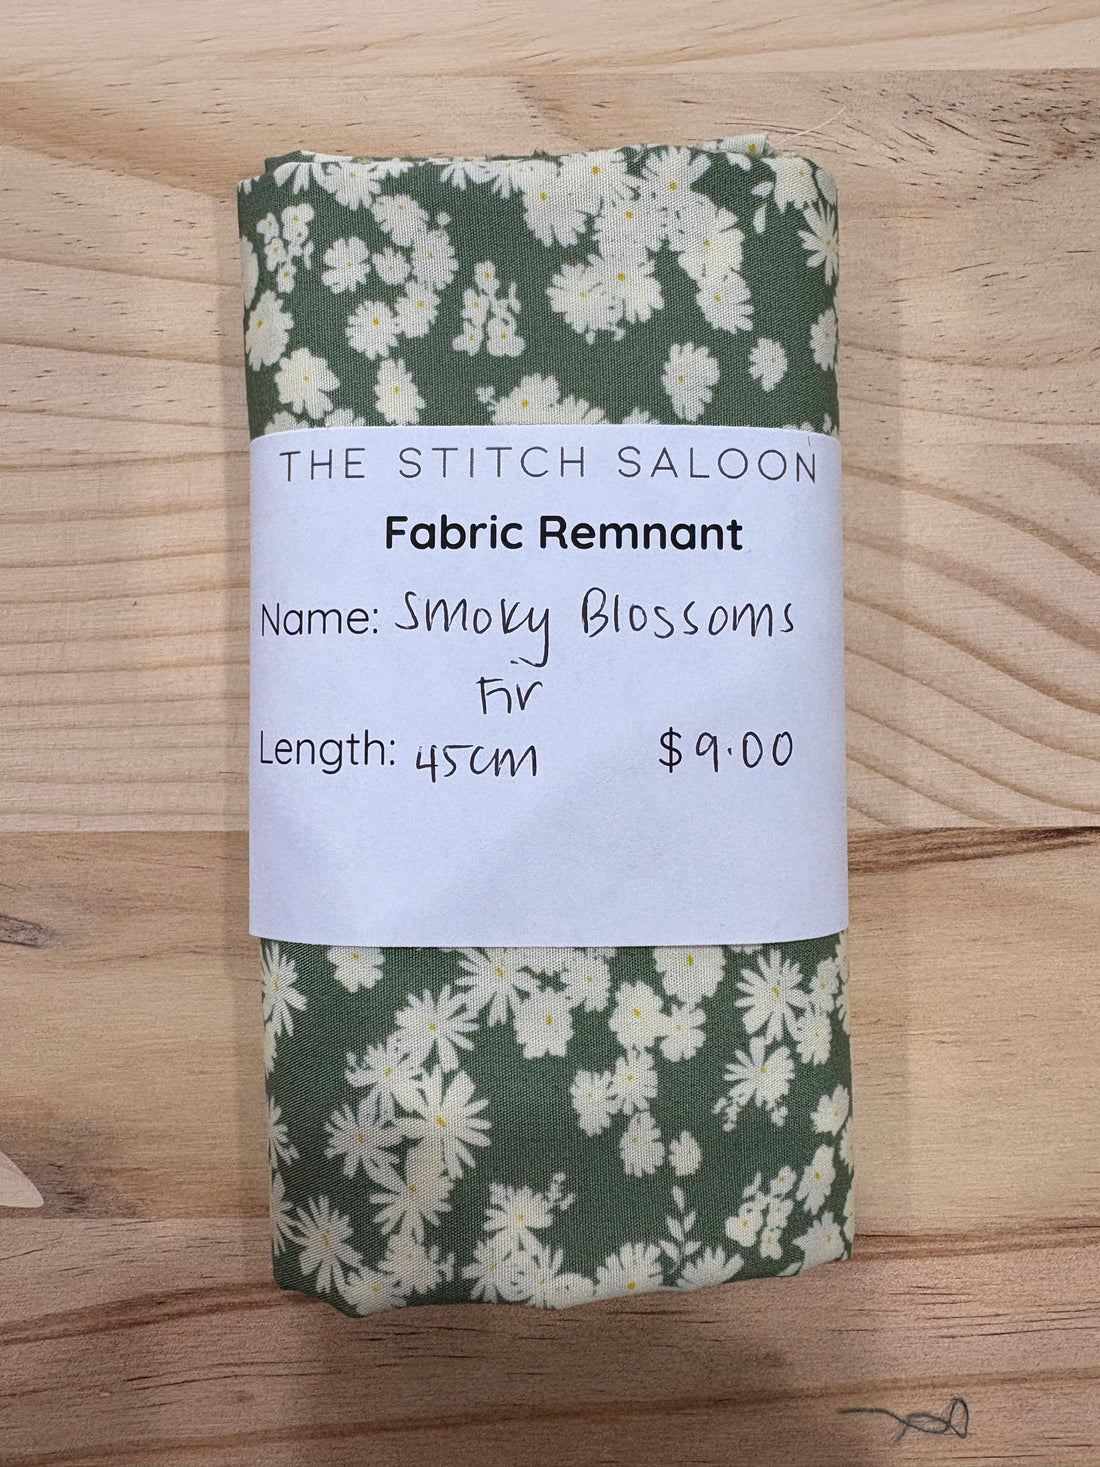 THE STITCH SALOON
Fabric Remnant
Name: Smoky Blossoms
Fir
Length: 45cm $9.00